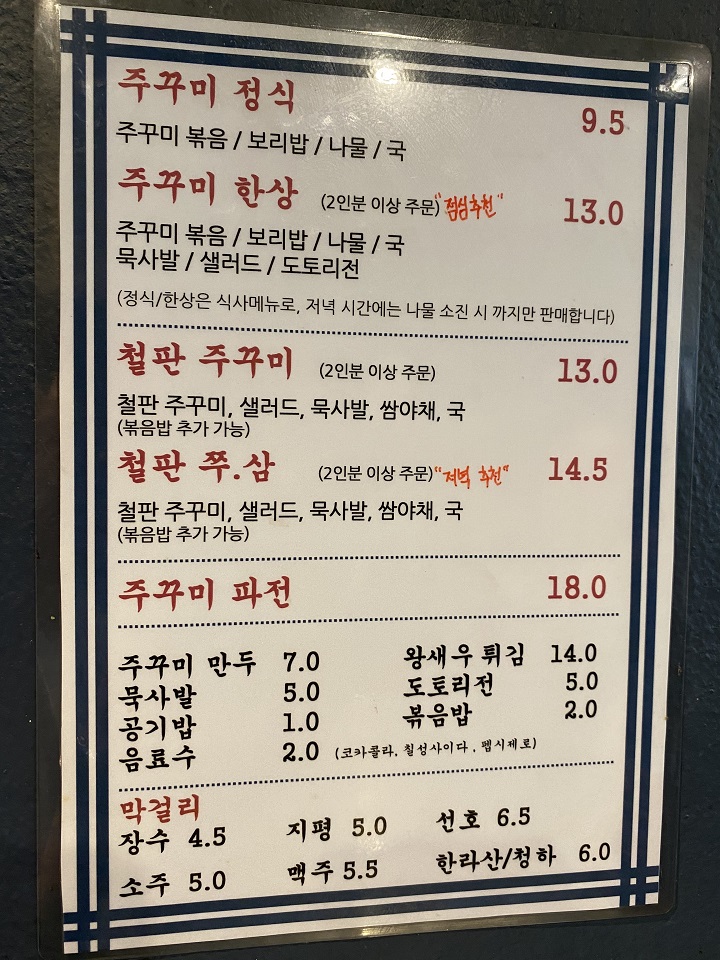 주꾸미 정식 9.5
주꾸미 볶음 / 보리밥 / 나물 / 국
주꾸미 한상 (2인분 이상 주문) "점심추천" 13.0
주꾸미 볶음 / 보리밥 / 나물 / 국
묵사발 / 샐러드 / 도토리전
(정식/한상은 식사메뉴로, 저녁 시간에는 나물 소진 시 까지만 판매합니다)
철판 주꾸미 (2인분 이상 주문) 13.0
철판 주꾸미, 샐러드, 묵사발, 쌈야채, 국
(볶음밥 추가 가능)
철판 쭈.삼 (2인분 이상 주문) "저녁 추천" 14.5
철판 주꾸미, 샐러드, 묵사발, 쌈야채, 국
(볶음밥 추가 가능)
주꾸미 파전 18.0
주꾸미 만두 7.0 왕새우 튀김 14.0
묵사발 5.0 도토리전 5.0
공기밥 1.0 볶음밥 2.0
음료수 2.0 (코카콜라, 칠성사이다, 펩시제로)
막걸리
장수 4.5 지평 5.0 선호 6.5
소주 5.0 맥주 5.5 한라산/청하 6.0